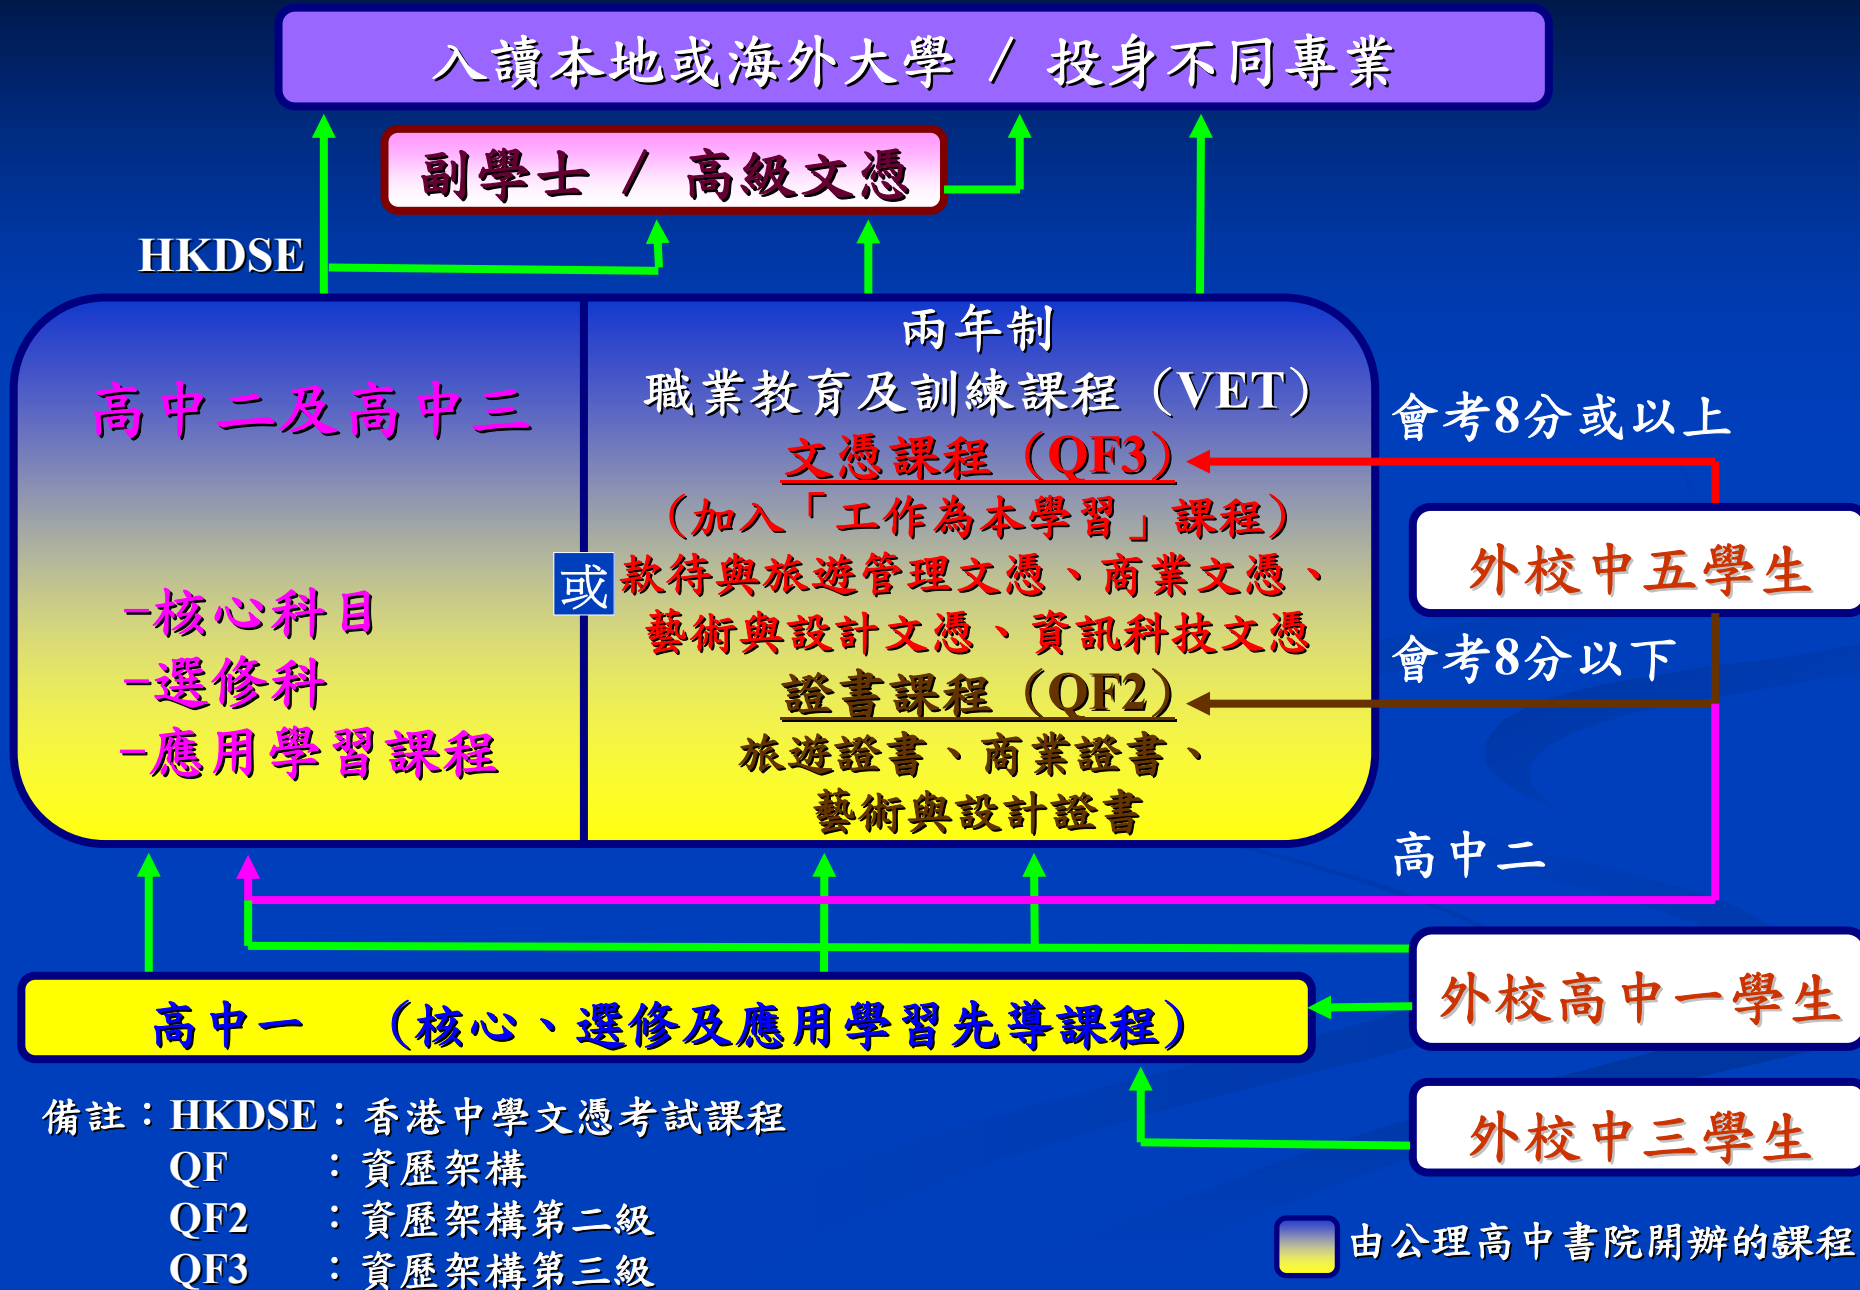 入讀本地或海外大學 / 投身不同專業
副學士 / 高級文憑
HKDSE
高中二及高中三
-核心科目
-選修科
-應用學習課程
或
兩年制
職業教育及訓練課程（VET）
文憑課程（QF3）
（加入「工作為本學習」課程）
款待與旅遊管理文憑、商業文憑、
藝術與設計文憑、資訊科技文憑
證書課程（QF2）
旅遊證書、商業證書、
藝術與設計證書
會考8分或以上
外校中五學生
會考8分以下
高中二
外校高中一學生
高中一 （核心、選修及應用學習先導課程）
外校中三學生
備註：HKDSE：香港中學文憑考試課程
QF ：資歷架構
QF2 ：資歷架構第二級
QF3 ：資歷架構第三級
由公理高中書院開辦的課程